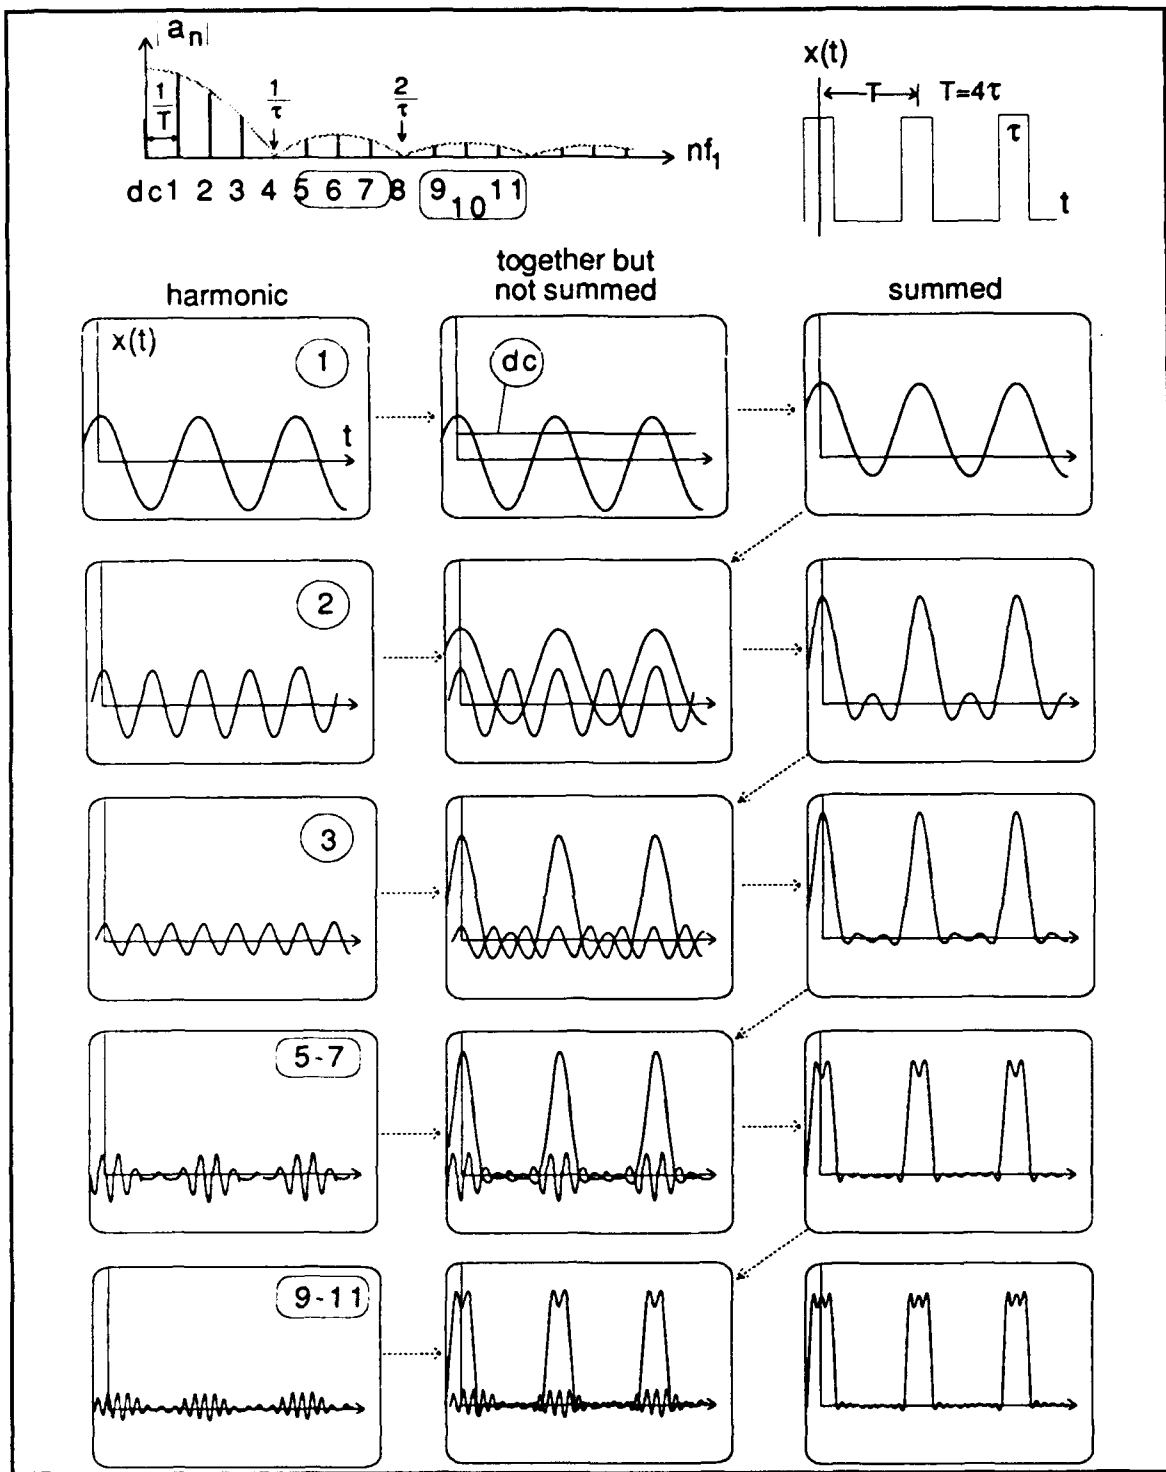 |a_n|
x(t)
1/T
1/τ
2/τ
T
T=4τ
τ
nf₁
t
dc 1 2 3 4 5 6 7 8 9 10 11
harmonic
together but
not summed
summed
x(t)
1
t
dc
2
3
5-7
9-11